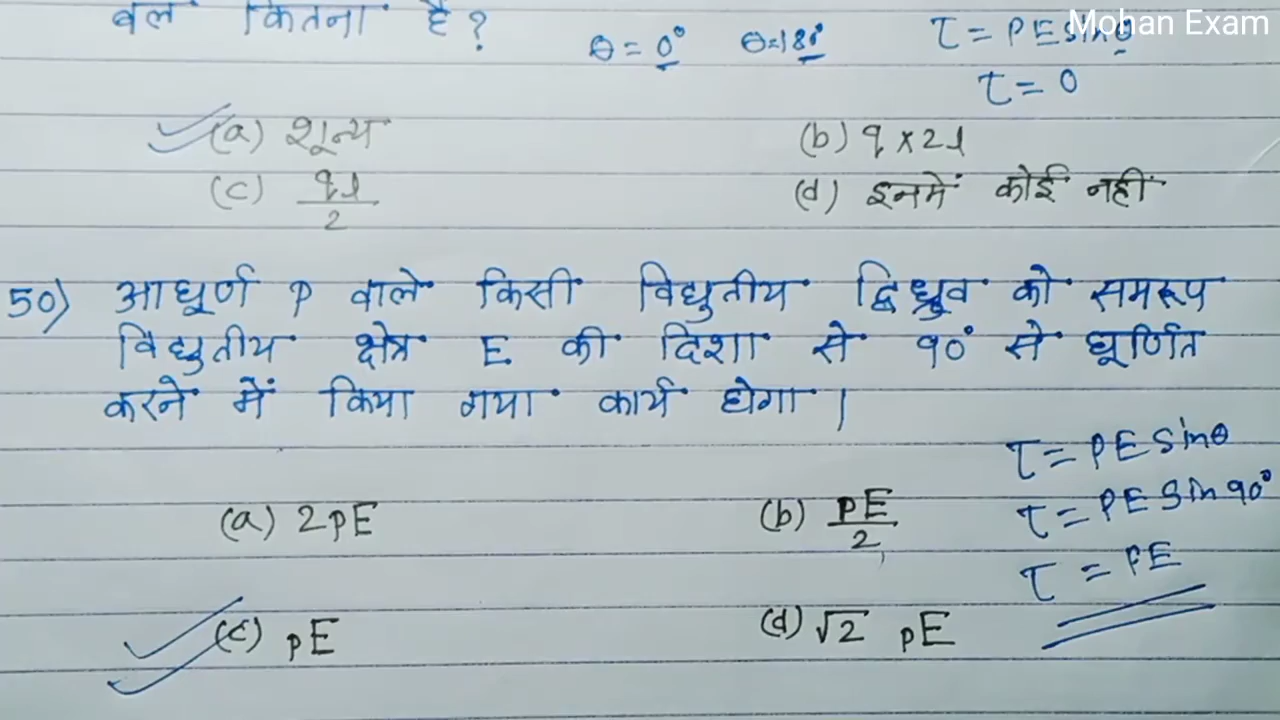 Mohan Exam
बल कितना है?
θ = 0° θ=180° τ = PE sinθ
τ = 0
(a) शून्य (b) q × 2l
(c) ql/2 (d) इनमें कोई नहीं
50) आघूर्ण P वाले किसी विधुतीय द्विध्रुव को समरूप
विधुतीय क्षेत्र E की दिशा से 90° से घूर्णित
करने में किया गया कार्य होगा |
τ = PE sinθ
τ = PE sin 90°
τ = PE
(a) 2pE (b) pE/2
(c) pE (d) √2 pE